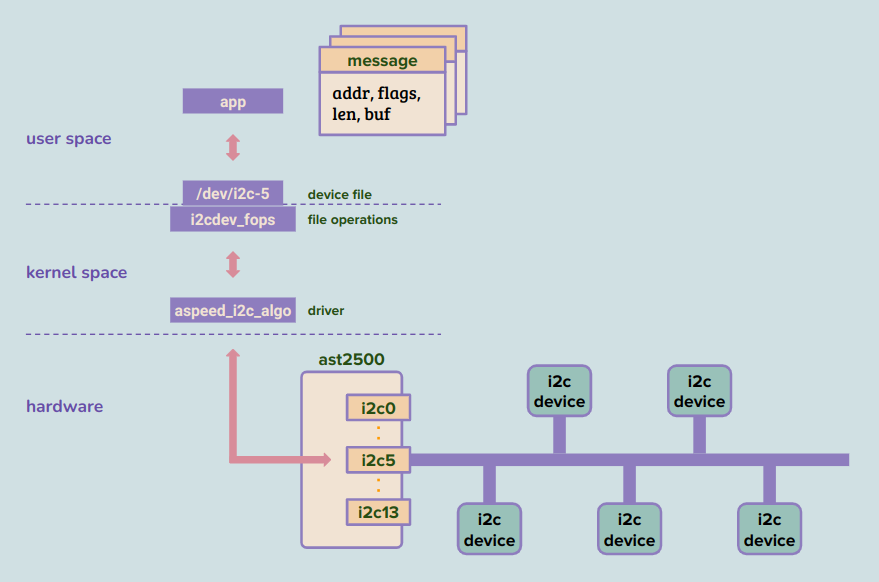 message
addr, flags,
len, buf
app
user space
/dev/i2c-5
device file
i2cdev_fops
file operations
kernel space
aspeed_i2c_algo
driver
ast2500
hardware
i2c0
i2c5
i2c13
i2c
device
i2c
device
i2c
device
i2c
device
i2c
device